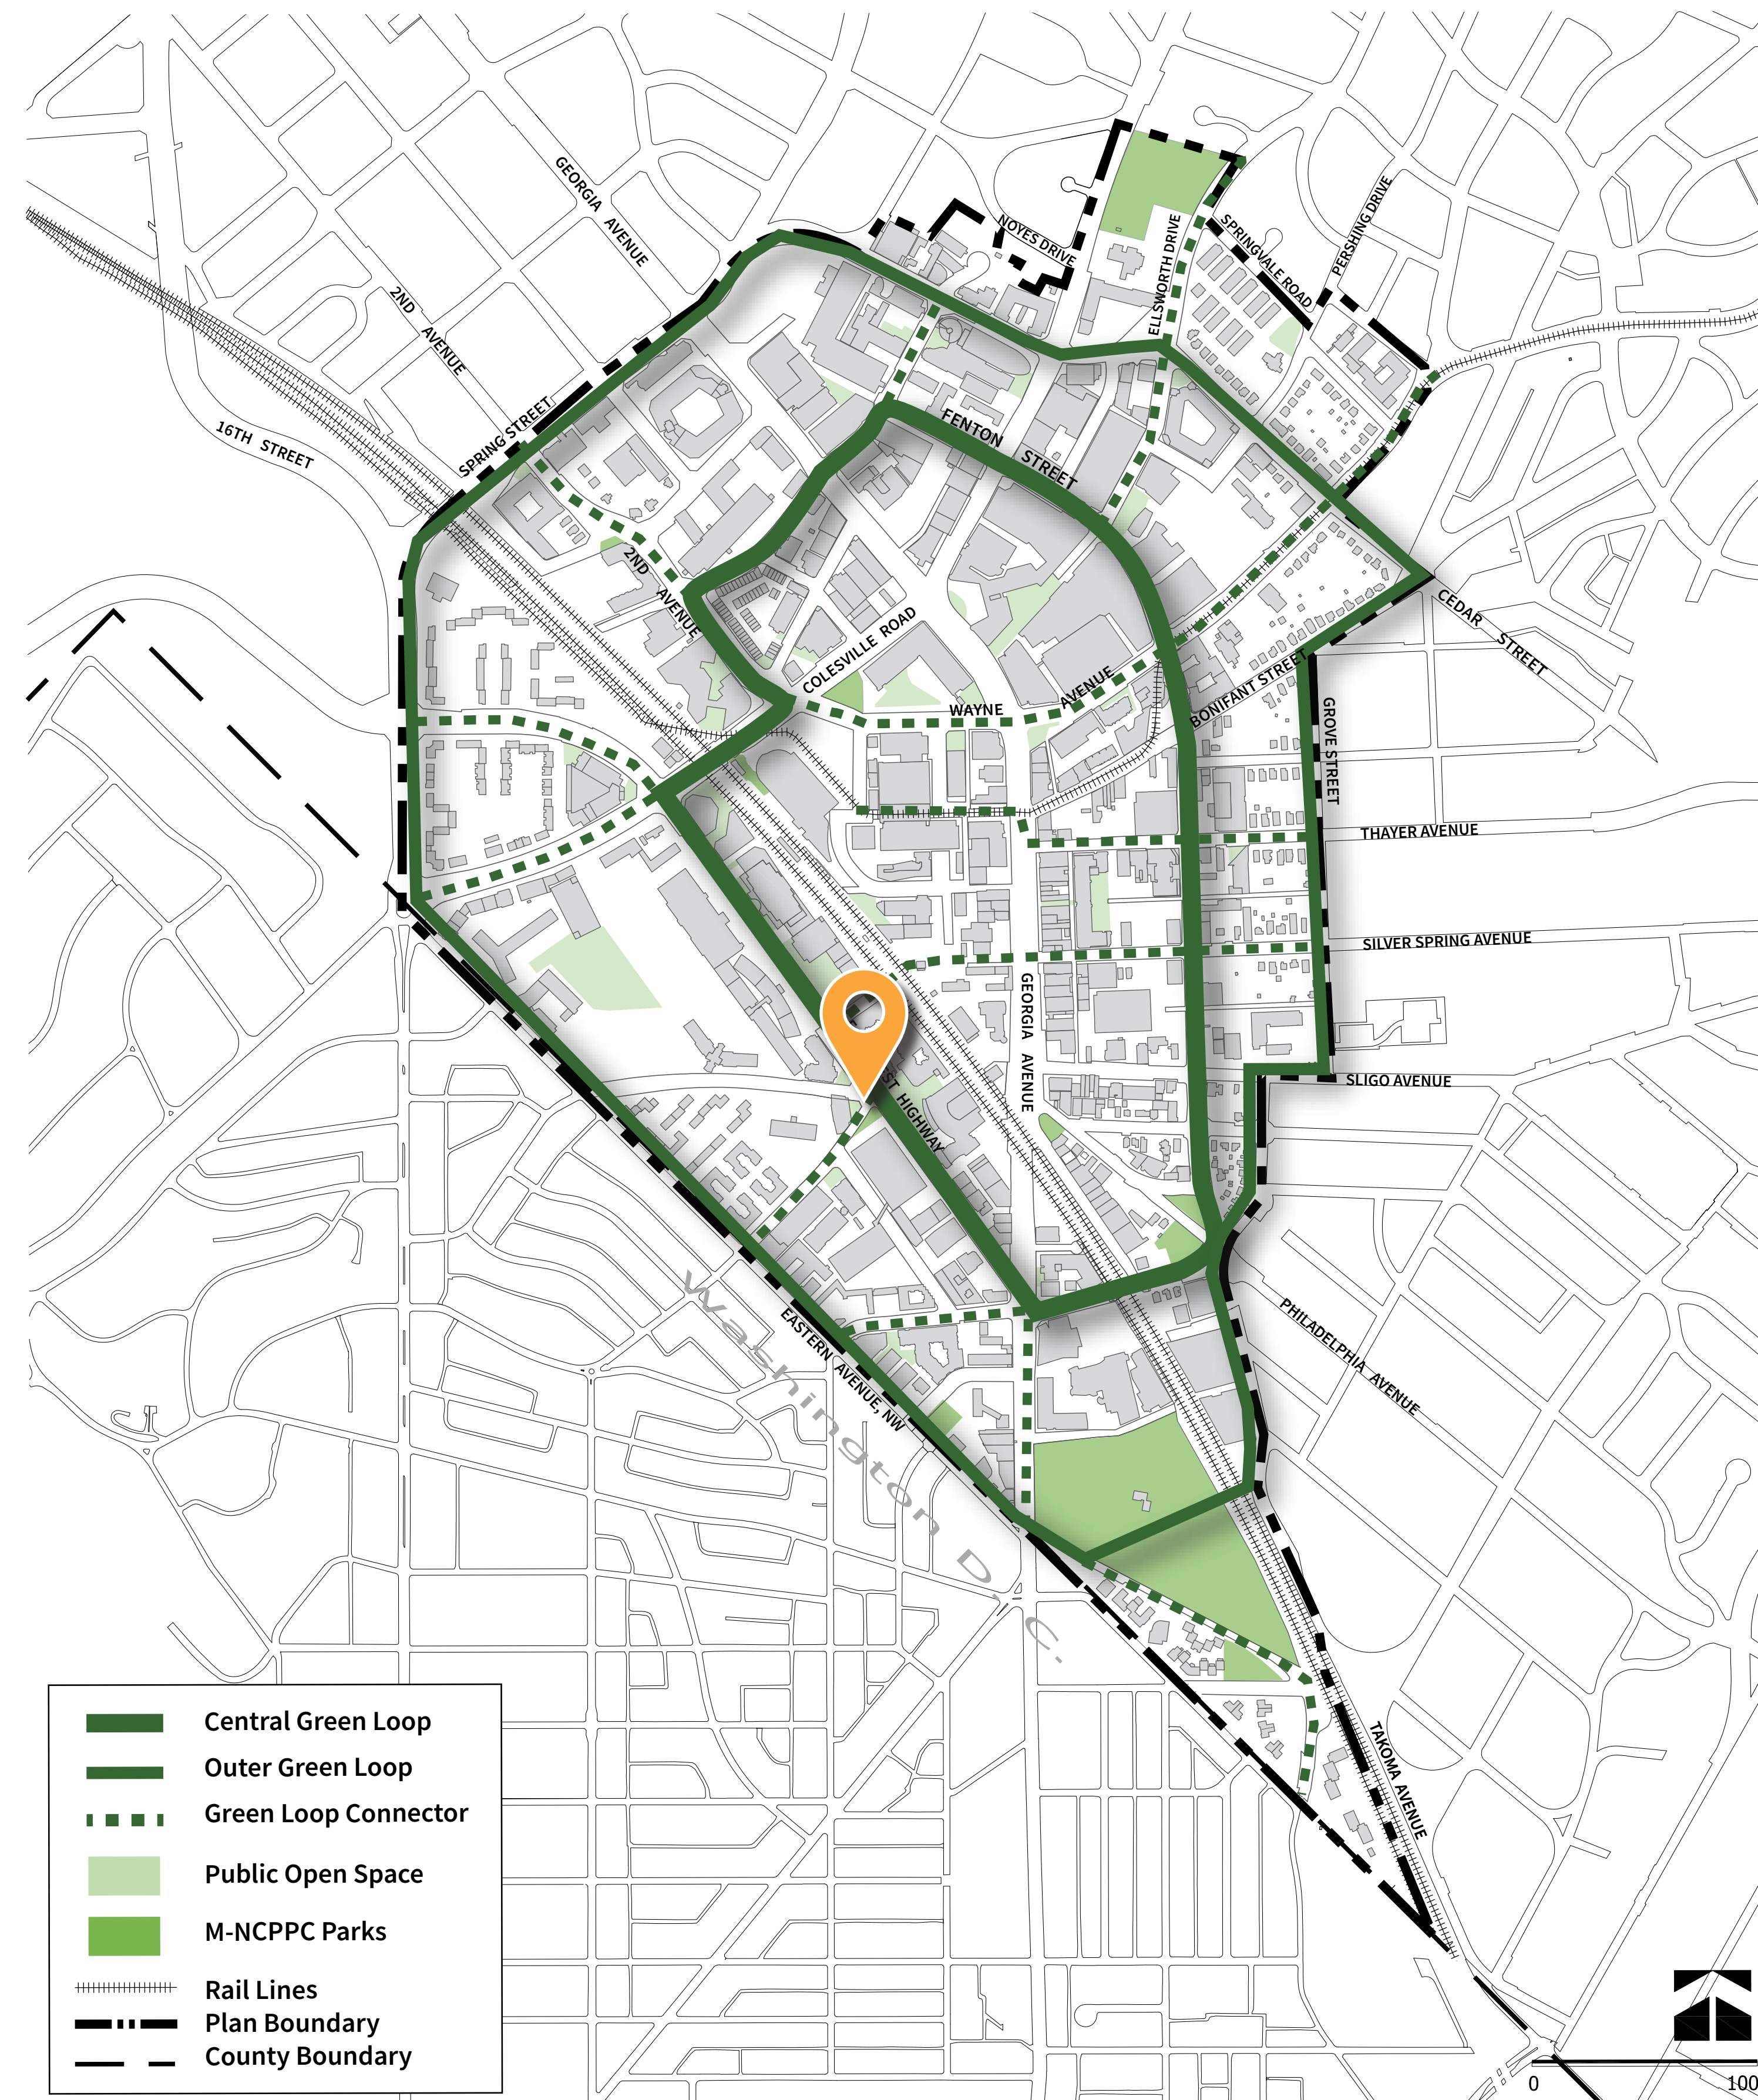 GEORGIA AVENUE
2ND AVENUE
16TH STREET
SPRING STREET
NOYES DRIVE
ELLSWORTH DRIVE
SPRINGVALE ROAD
PERSHING DRIVE
FENTON STREET
2ND AVENUE
COLESVILLE ROAD
WAYNE AVENUE
BONIFANT STREET
CEDAR STREET
GROVE STREET
THAYER AVENUE
SILVER SPRING AVENUE
GEORGIA AVENUE
SLIGO AVENUE
HIGHWAY
PHILADELPHIA AVENUE
EASTERN AVENUE, NW
Washington D. C.
TAKOMA AVENUE
Central Green Loop
Outer Green Loop
Green Loop Connector
Public Open Space
M-NCPPC Parks
Rail Lines
Plan Boundary
County Boundary
0 100